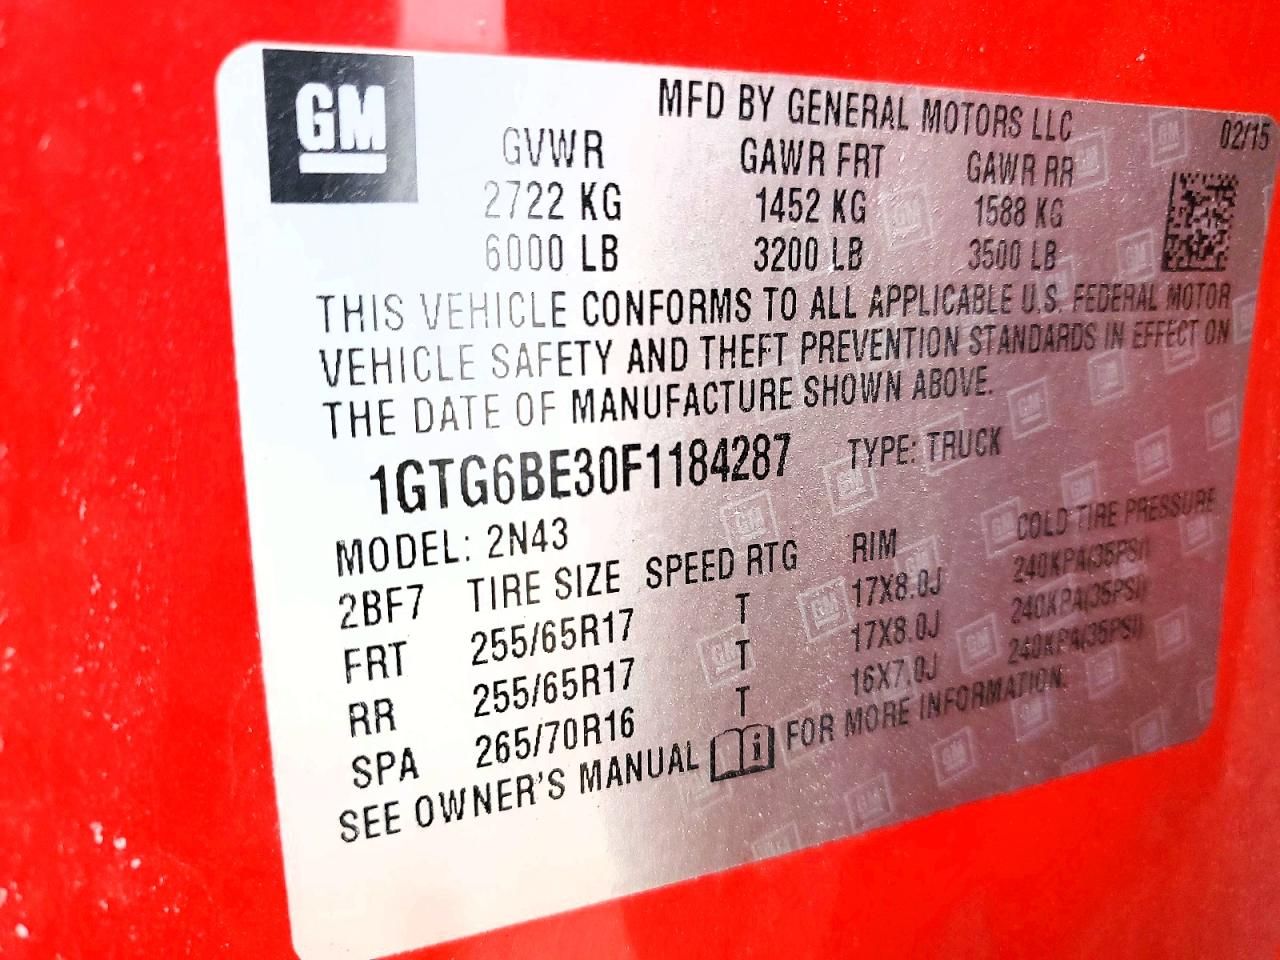 GM
MFD BY GENERAL MOTORS LLC 02/15
GVWR GAWR FRT GAWR RR
2722 KG 1452 KG 1588 KG
6000 LB 3200 LB 3500 LB
THIS VEHICLE CONFORMS TO ALL APPLICABLE U.S. FEDERAL MOTOR
VEHICLE SAFETY AND THEFT PREVENTION STANDARDS IN EFFECT ON
THE DATE OF MANUFACTURE SHOWN ABOVE.
1GTG6BE30F1184287 TYPE: TRUCK
MODEL: 2N43
2BF7 TIRE SIZE SPEED RTG RIM COLD TIRE PRESSURE
FRT 255/65R17 T 17X8.0J 240KPA(35PSI)
RR 255/65R17 T 17X8.0J 240KPA(35PSI)
SPA 265/70R16 T 16X7.0J 240KPA(35PSI)
SEE OWNER'S MANUAL FOR MORE INFORMATION.